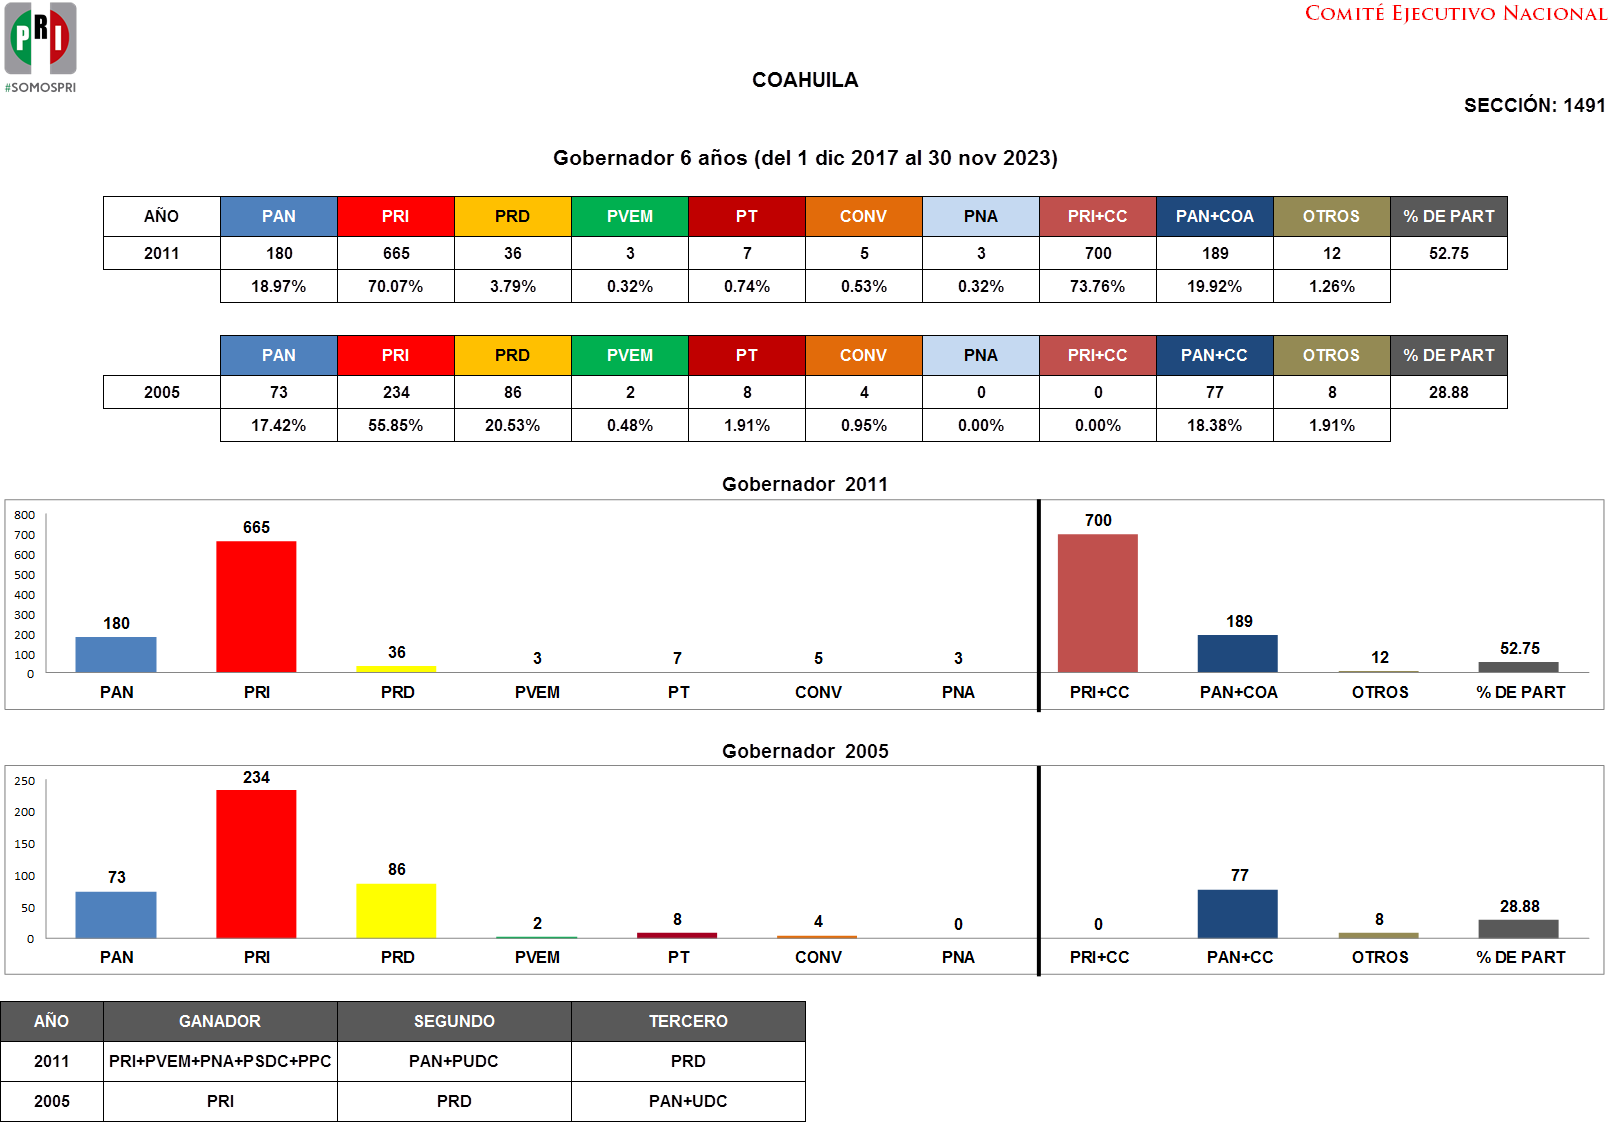 PRI
#SOMOSPRI
COMITÉ EJECUTIVO NACIONAL
COAHUILA
SECCIÓN: 1491
Gobernador 6 años (del 1 dic 2017 al 30 nov 2023)
AÑO PAN PRI PRD PVEM PT CONV PNA PRI+CC PAN+COA OTROS % DE PART
2011 180 665 36 3 7 5 3 700 189 12 52.75
18.97% 70.07% 3.79% 0.32% 0.74% 0.53% 0.32% 73.76% 19.92% 1.26%
PAN PRI PRD PVEM PT CONV PNA PRI+CC PAN+CC OTROS % DE PART
2005 73 234 86 2 8 4 0 0 77 8 28.88
17.42% 55.85% 20.53% 0.48% 1.91% 0.95% 0.00% 0.00% 18.38% 1.91%
Gobernador 2011
800
700
600
500
400
300
200
100
0
180 665 36 3 7 5 3 700 189 12 52.75
PAN PRI PRD PVEM PT CONV PNA PRI+CC PAN+COA OTROS % DE PART
Gobernador 2005
250
200
150
100
50
0
73 234 86 2 8 4 0 0 77 8 28.88
PAN PRI PRD PVEM PT CONV PNA PRI+CC PAN+CC OTROS % DE PART
AÑO GANADOR SEGUNDO TERCERO
2011 PRI+PVEM+PNA+PSDC+PPC PAN+PUDC PRD
2005 PRI PRD PAN+UDC